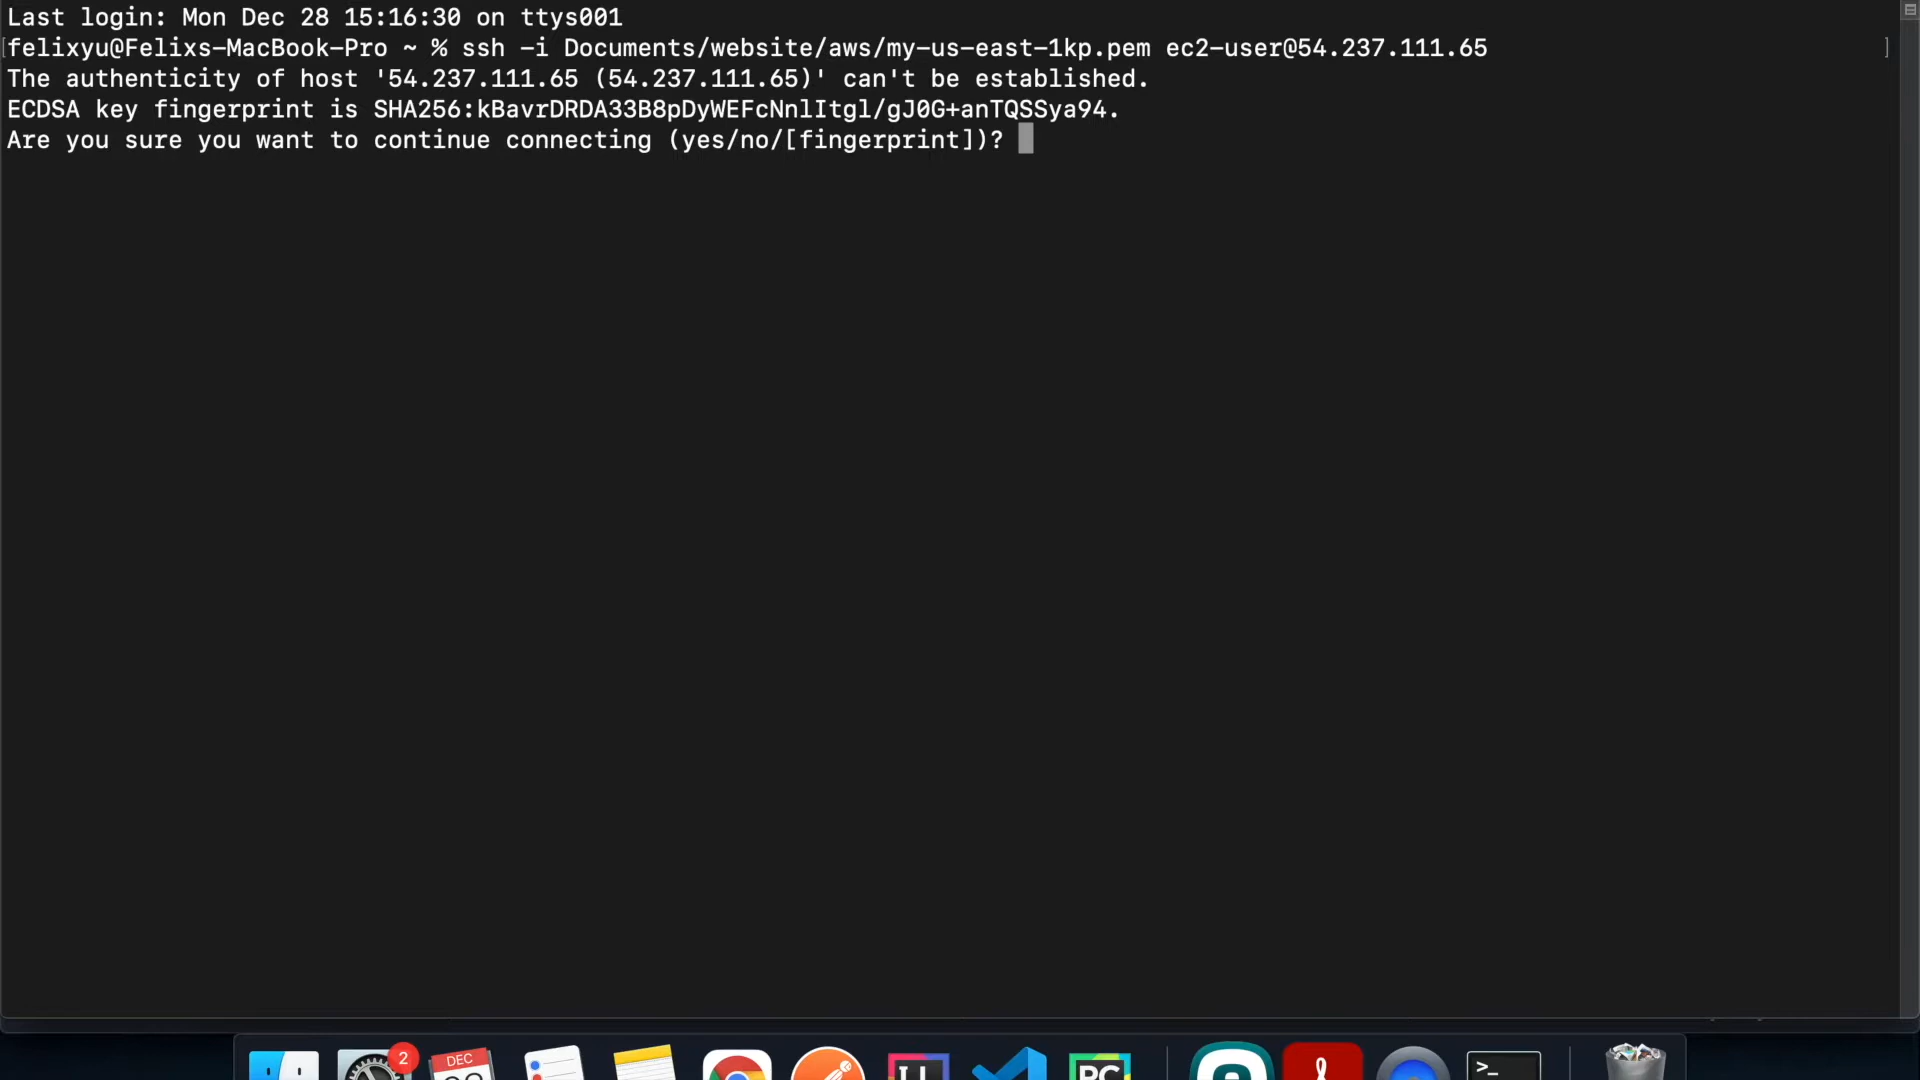 Last login: Mon Dec 28 15:16:30 on ttys001
[felixyu@Felixs-MacBook-Pro ~ % ssh -i Documents/website/aws/my-us-east-1kp.pem ec2-user@54.237.111.65 ]
The authenticity of host '54.237.111.65 (54.237.111.65)' can't be established.
ECDSA key fingerprint is SHA256:kBavrDRDA33B8pDyWEFcNnlItgl/gJ0G+anTQSSya94.
Are you sure you want to continue connecting (yes/no/[fingerprint])?
2
DEC
PC
>_